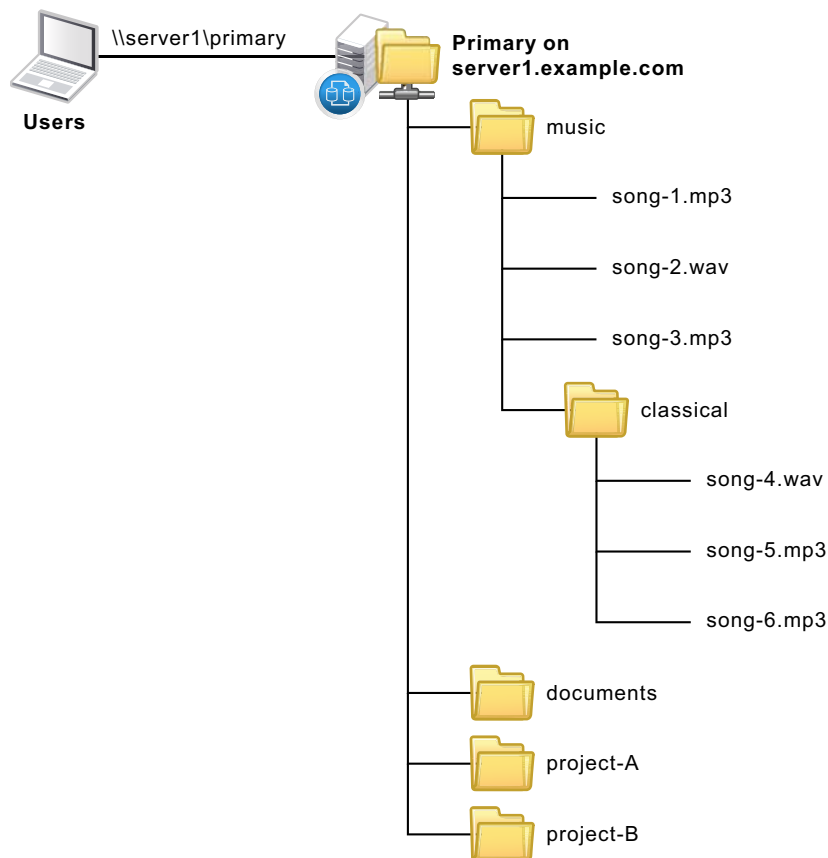 \\server1\primary
Primary on
server1.example.com
Users
music
song-1.mp3
song-2.wav
song-3.mp3
classical
song-4.wav
song-5.mp3
song-6.mp3
documents
project-A
project-B